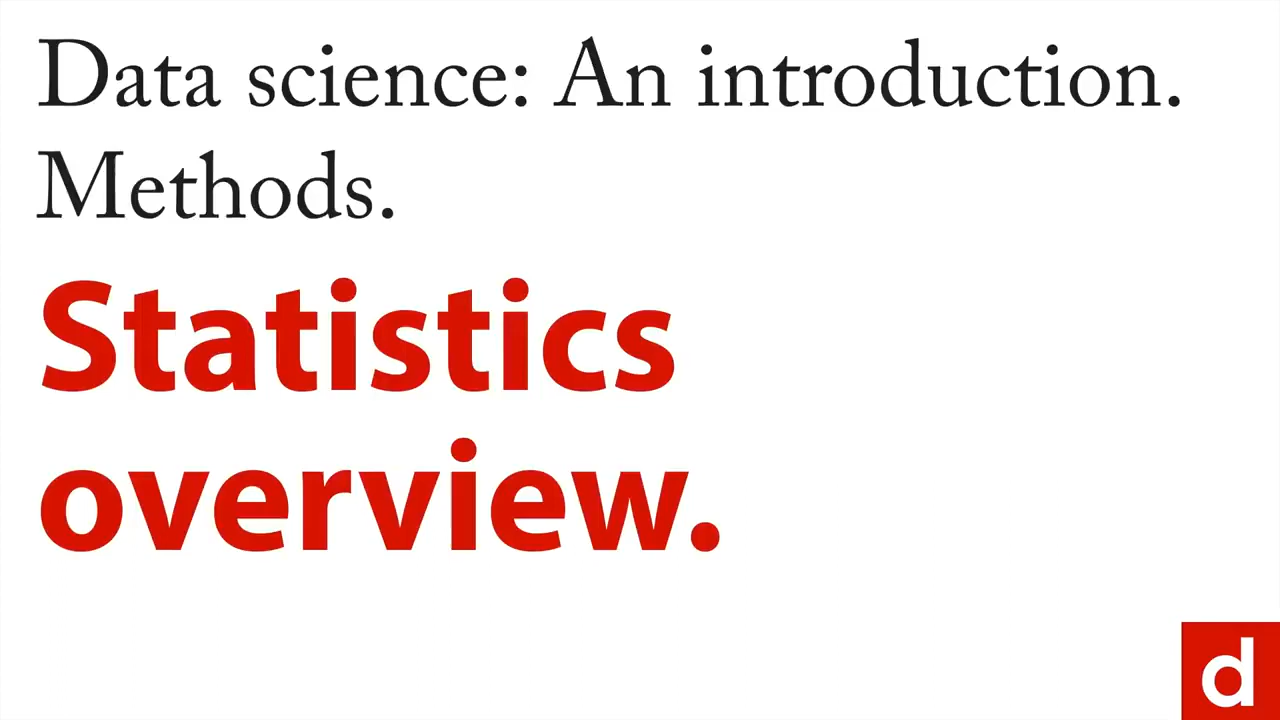 Data science: An introduction.
Methods.
Statistics
overview.
d